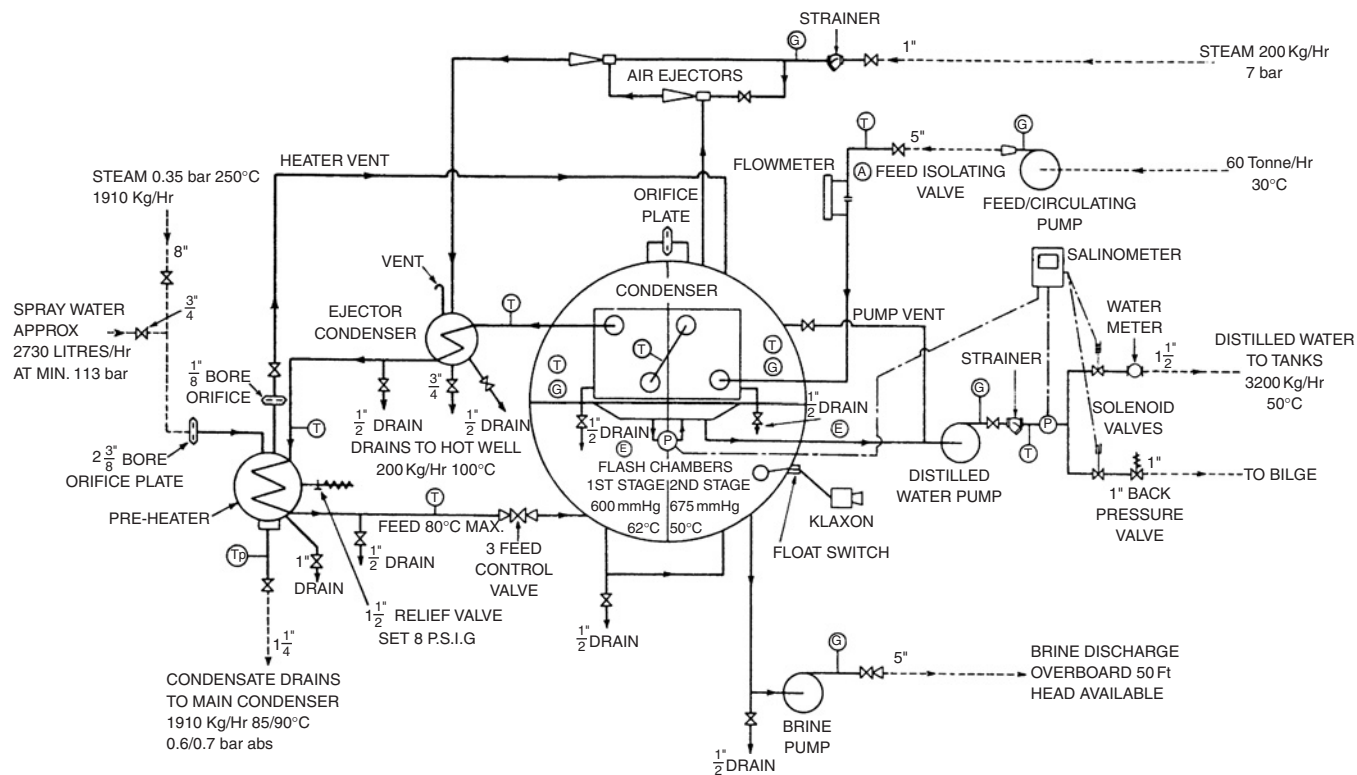 STRAINER
G
1"
STEAM 200 Kg/Hr
7 bar
AIR EJECTORS
HEATER VENT
STEAM 0.35 bar 250°C
1910 Kg/Hr
8"
SPRAY WATER
APPROX
2730 LITRES/Hr
AT MIN. 113 bar
3/4"
1/8" BORE
ORIFICE
2 3/8" BORE
ORIFICE PLATE
PRE-HEATER
Tp
1 1/4"
CONDENSATE DRAINS
TO MAIN CONDENSER
1910 Kg/Hr 85/90°C
0.6/0.7 bar abs
1"
DRAIN
1/2" DRAIN
1 1/2" RELIEF VALVE
SET 8 P.S.I.G
T
T
FEED 80°C MAX.
3 FEED
CONTROL
VALVE
VENT
EJECTOR
CONDENSER
T
1/2" DRAIN
3/4"
1/2" DRAIN
DRAINS TO HOT WELL
200 Kg/Hr 100°C
ORIFICE
PLATE
CONDENSER
T
T
G
T
G
1/2" DRAIN
1/2" DRAIN
E
E
P
FLASH CHAMBERS
1ST STAGE
2ND STAGE
600 mmHg
675 mmHg
62°C
50°C
1/2" DRAIN
T
5"
G
FLOWMETER
A
FEED ISOLATING
VALVE
FEED/CIRCULATING
PUMP
60 Tonne/Hr
30°C
SALINOMETER
PUMP VENT
WATER
METER
1 1/2"
DISTILLED WATER
TO TANKS
3200 Kg/Hr
50°C
STRAINER
G
T
P
SOLENOID
VALVES
DISTILLED
WATER PUMP
1"
TO BILGE
1" BACK
PRESSURE
VALVE
KLAXON
FLOAT SWITCH
G
5"
BRINE DISCHARGE
OVERBOARD 50 Ft
HEAD AVAILABLE
BRINE
PUMP
1/2" DRAIN